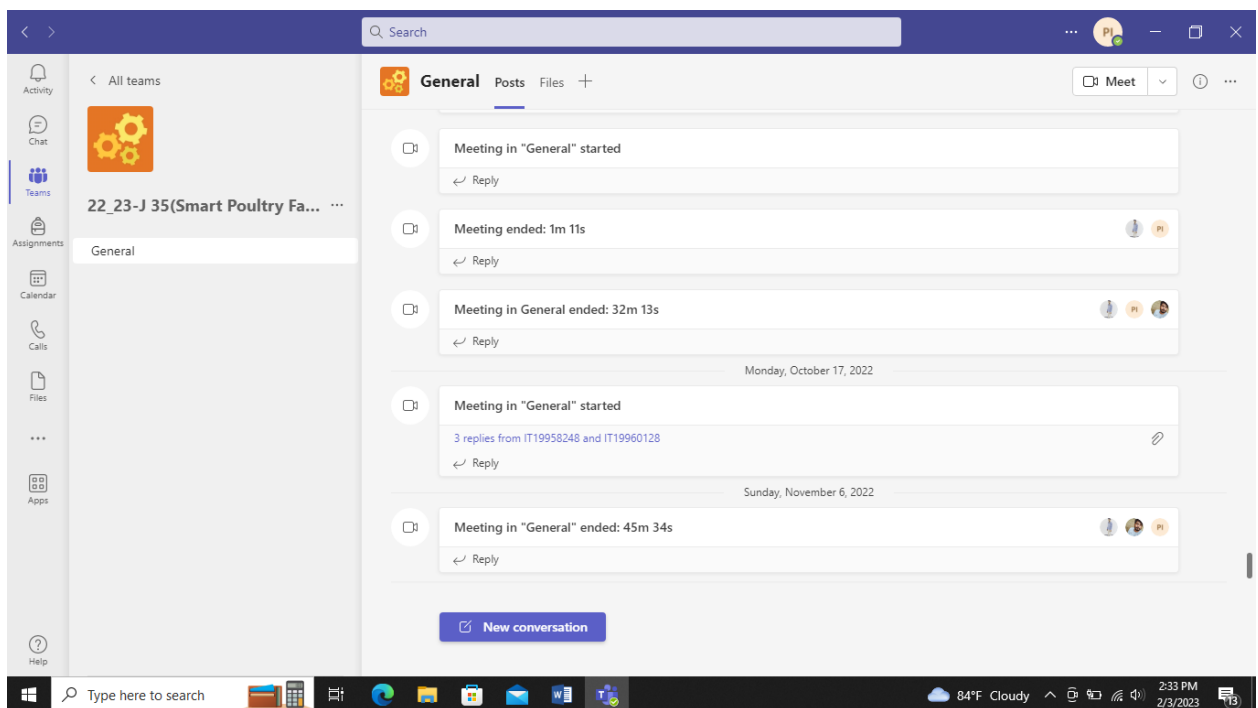 Search
PI
Activity
Chat
Teams
Assignments
Calendar
Calls
Files
Apps
Help
All teams
22_23-J 35(Smart Poultry Fa... ...
General
General Posts Files
Meet
Meeting in "General" started
Reply
Meeting ended: 1m 11s
PI
Reply
Meeting in General ended: 32m 13s
PI
Reply
Monday, October 17, 2022
Meeting in "General" started
3 replies from IT19958248 and IT19960128
Reply
Sunday, November 6, 2022
Meeting in "General" ended: 45m 34s
PI
Reply
New conversation
Type here to search
84°F Cloudy
2:33 PM
2/3/2023
13